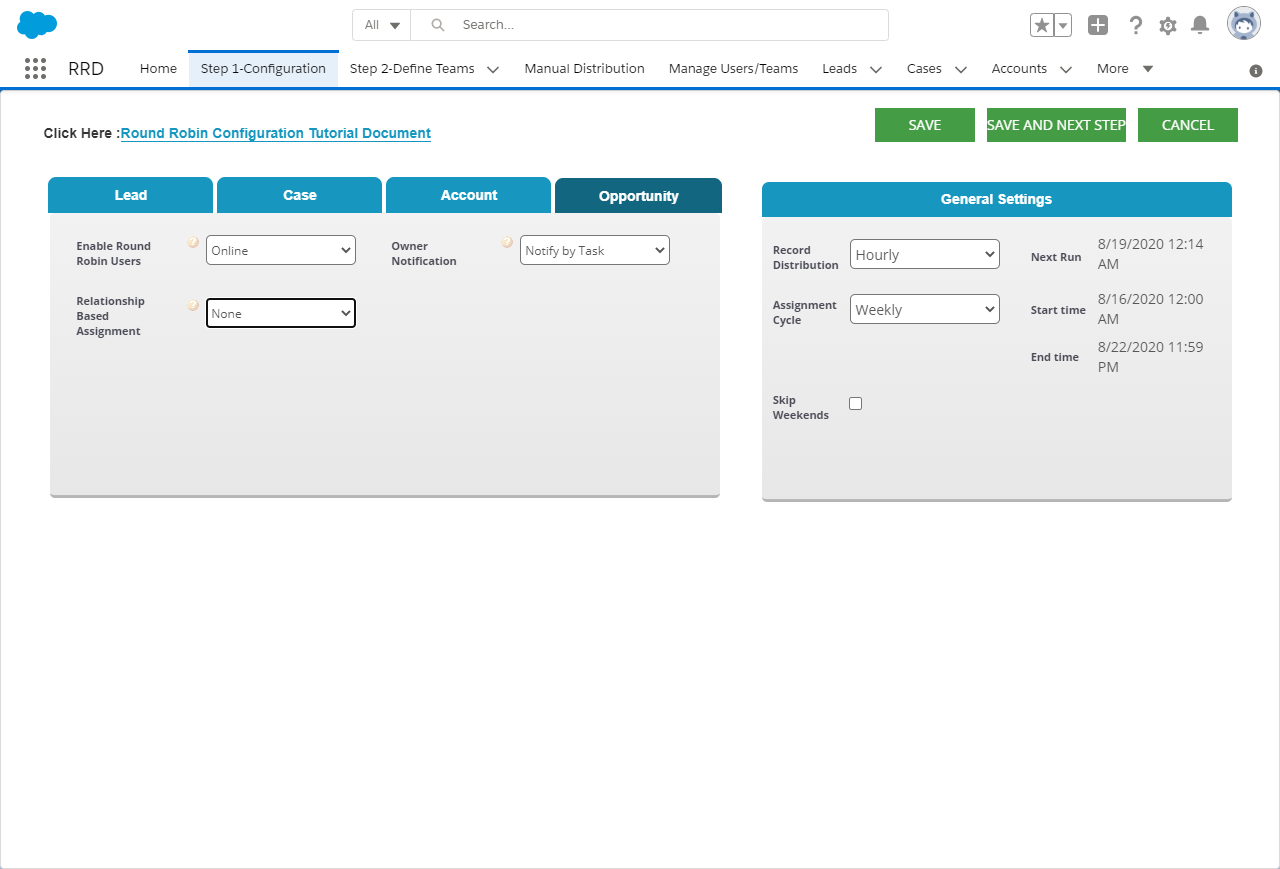 All
Search...
RRD
Home
Step 1-Configuration
Step 2-Define Teams
Manual Distribution
Manage Users/Teams
Leads
Cases
Accounts
More
Click Here :Round Robin Configuration Tutorial Document
SAVE
SAVE AND NEXT STEP
CANCEL
Lead
Case
Account
Opportunity
Enable Round
Robin Users
Online
Owner
Notification
Notify by Task
Relationship
Based
Assignment
None
General Settings
Record
Distribution
Hourly
Next Run
8/19/2020 12:14
AM
Assignment
Cycle
Weekly
Start time
8/16/2020 12:00
AM
End time
8/22/2020 11:59
PM
Skip
Weekends